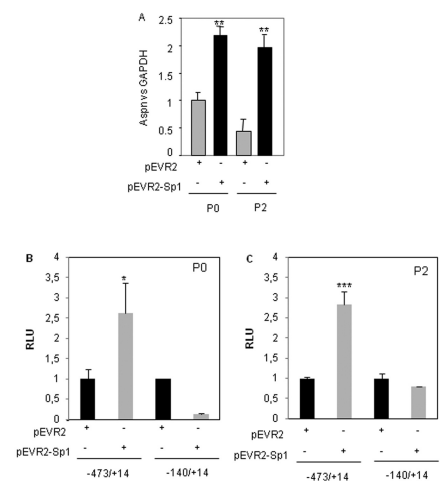 A
Aspn vs GAPDH
2.5
2
1.5
1
0.5
0
** **
pEVR2 + - + -
pEVR2-Sp1 - + - +
P0 P2
B
P0
RLU
4
3,5
3
2,5
2
1,5
1
0,5
0
*
pEVR2 + - + -
pEVR2-Sp1 - + - +
-473/+14 -140/+14
C
P2
RLU
4
3,5
3
2,5
2
1,5
1
0,5
0
***
pEVR2 + - + -
pEVR2-Sp1 - + - +
-473/+14 -140/+14